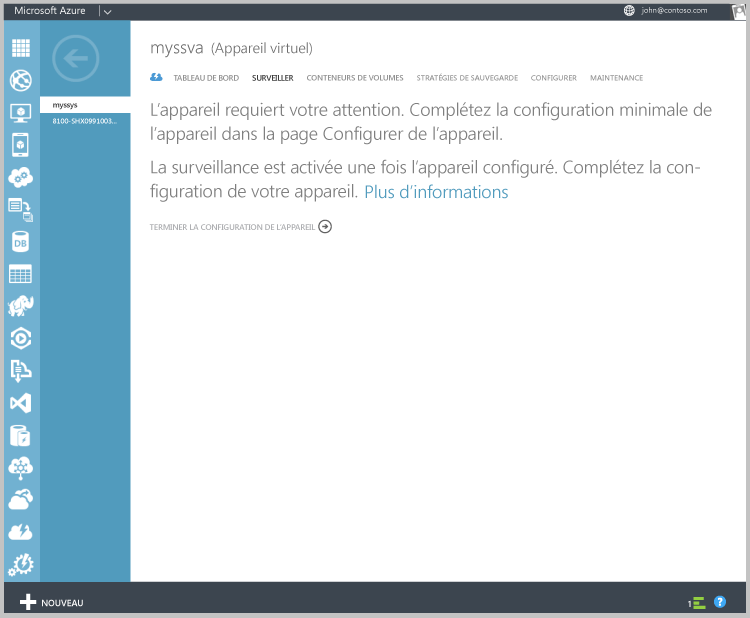 Microsoft Azure
john@contoso.com
myssva (Appareil virtuel)
TABLEAU DE BORD SURVEILLER CONTENEURS DE VOLUMES STRATÉGIES DE SAUVEGARDE CONFIGURER MAINTENANCE
myssys
8100-SHX0991003...
L'appareil requiert votre attention. Complétez la configuration minimale de
l'appareil dans la page Configurer de l'appareil.
La surveillance est activée une fois l'appareil configuré. Complétez la con-
figuration de votre appareil. Plus d'informations
TERMINER LA CONFIGURATION DE L'APPAREIL
DB
NOUVEAU
1
?